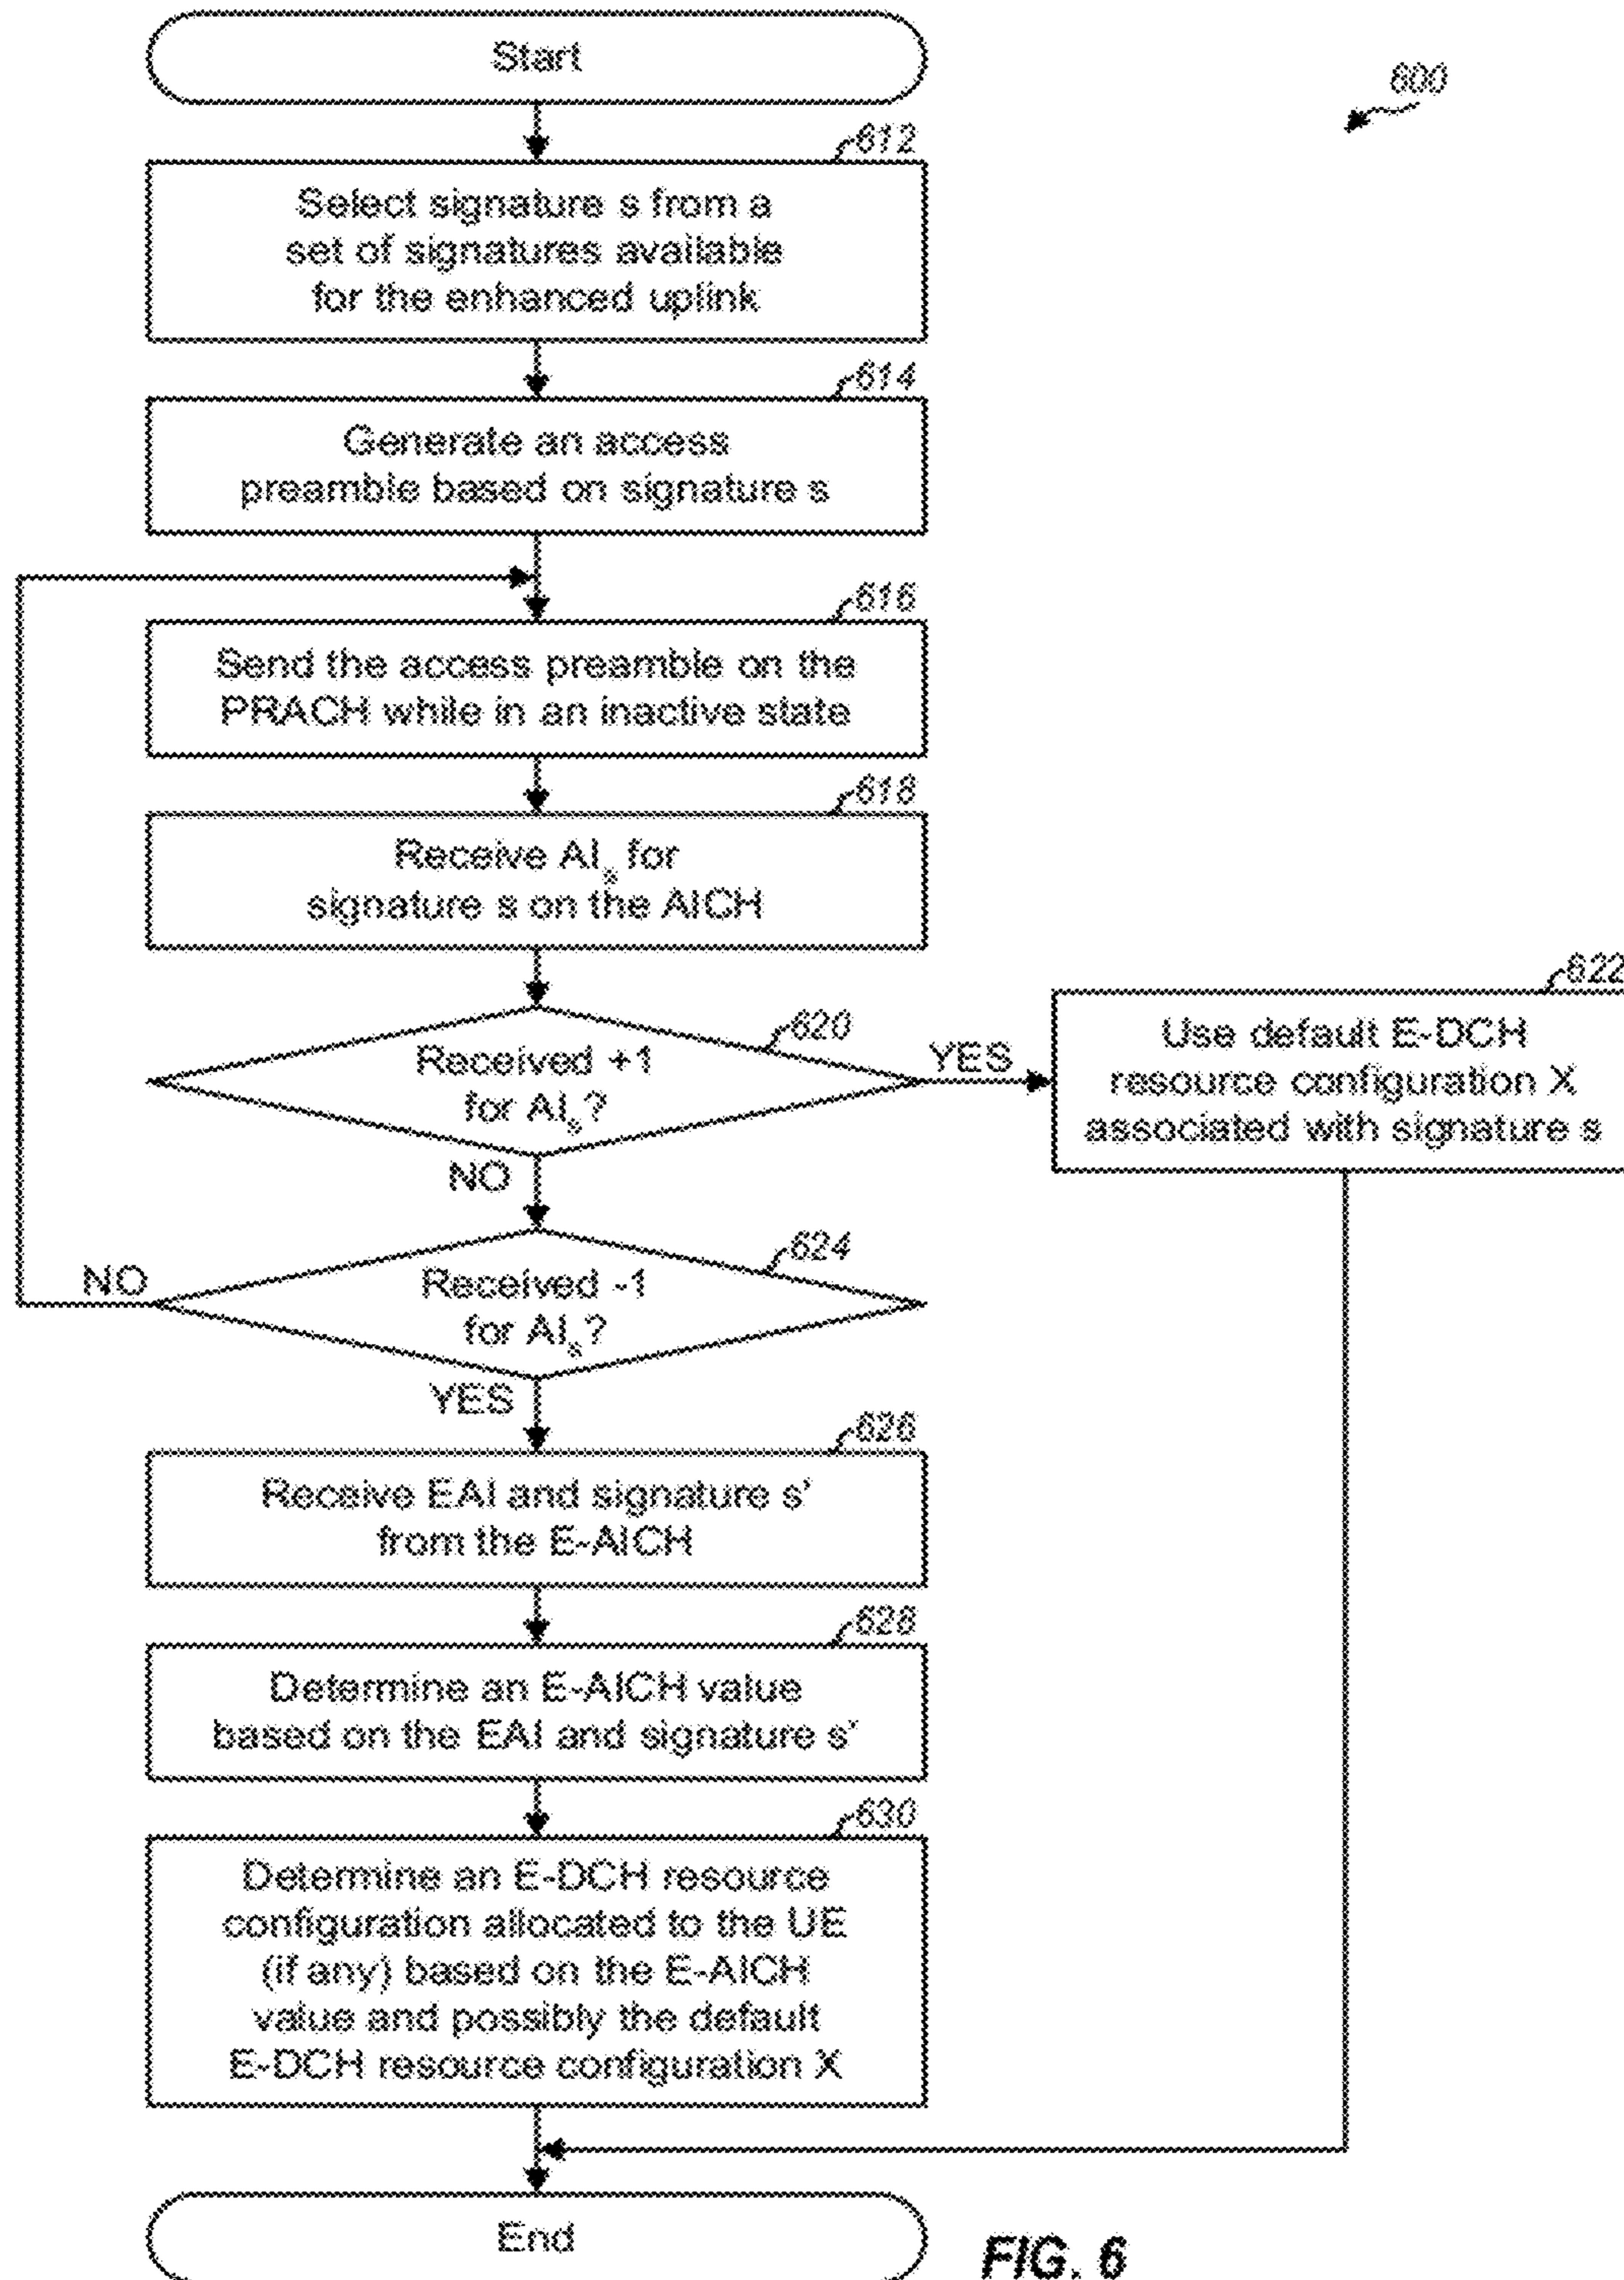 Start
600
612
Select signature s from a
set of signatures available
for the enhanced uplink
614
Generate an access
preamble based on signature s
616
Send the access preamble on the
PRACH while in an inactive state
618
Receive AIs for
signature s on the AICH
620
Received +1
for AIs?
YES
NO
622
Use default E-DCH
resource configuration X
associated with signature s
624
Received -1
for AIs?
NO
YES
626
Receive EAI and signature s'
from the E-AICH
628
Determine an E-AICH value
based on the EAI and signature s'
630
Determine an E-DCH resource
configuration allocated to the UE
(if any) based on the E-AICH
value and possibly the default
E-DCH resource configuration X
End
FIG. 6